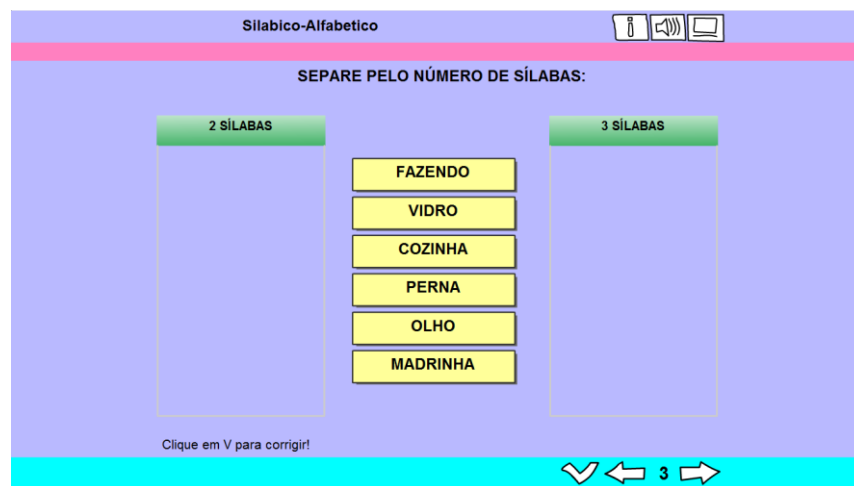 Silabico-Alfabetico
SEPARE PELO NÚMERO DE SÍLABAS:
2 SÍLABAS
3 SÍLABAS
FAZENDO
VIDRO
COZINHA
PERNA
OLHO
MADRINHA
Clique em V para corrigir!
3